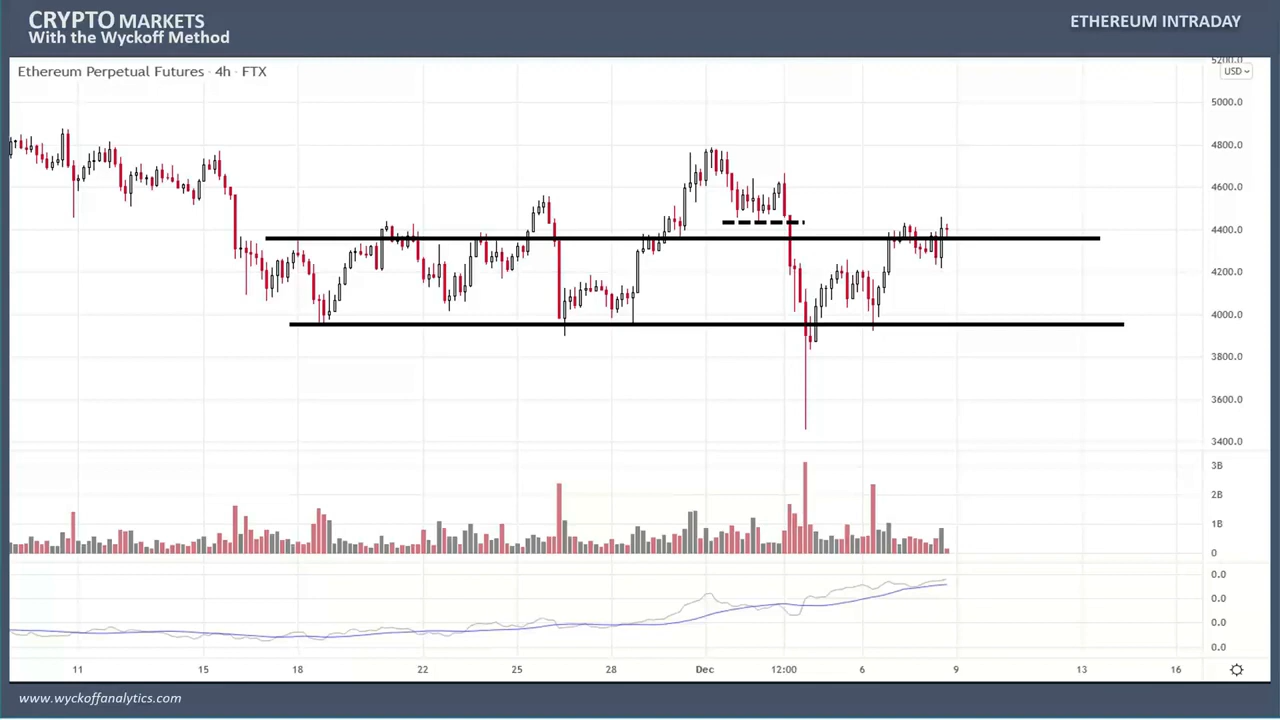 CRYPTO MARKETS
With the Wyckoff Method
ETHEREUM INTRADAY
Ethereum Perpetual Futures · 4h · FTX
5200.0
USD
5000.0
4800.0
4600.0
4400.0
4200.0
4000.0
3800.0
3600.0
3400.0
3B
2B
1B
0
0.0
0.0
0.0
0.0
11 15 18 22 25 28 Dec 12:00 6 9 13 16
www.wyckoffanalytics.com